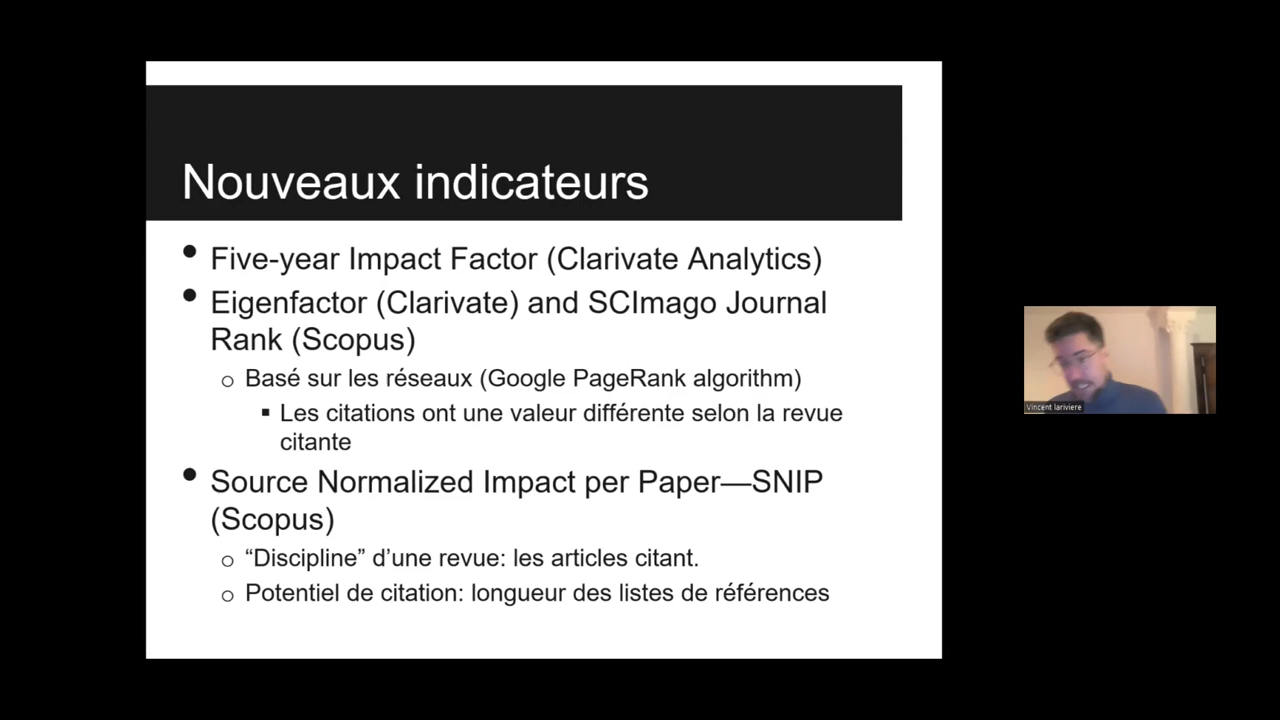 Nouveaux indicateurs
• Five-year Impact Factor (Clarivate Analytics)
• Eigenfactor (Clarivate) and SCImago Journal
Rank (Scopus)
o Basé sur les réseaux (Google PageRank algorithm)
▪ Les citations ont une valeur différente selon la revue
citante
• Source Normalized Impact per Paper—SNIP
(Scopus)
o “Discipline” d’une revue: les articles citant.
o Potentiel de citation: longueur des listes de références
Vincent lariviere